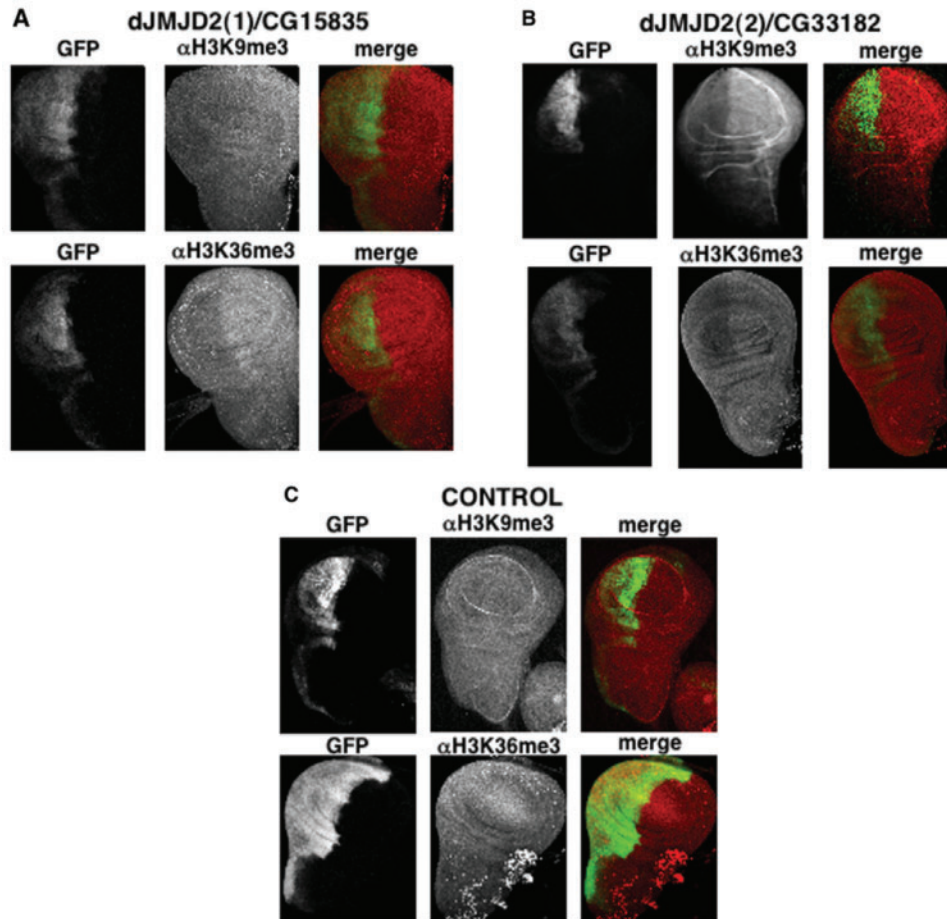 A
dJMJD2(1)/CG15835
GFP αH3K9me3 merge
GFP αH3K36me3 merge
B
dJMJD2(2)/CG33182
GFP αH3K9me3 merge
GFP αH3K36me3 merge
C
CONTROL
GFP αH3K9me3 merge
GFP αH3K36me3 merge